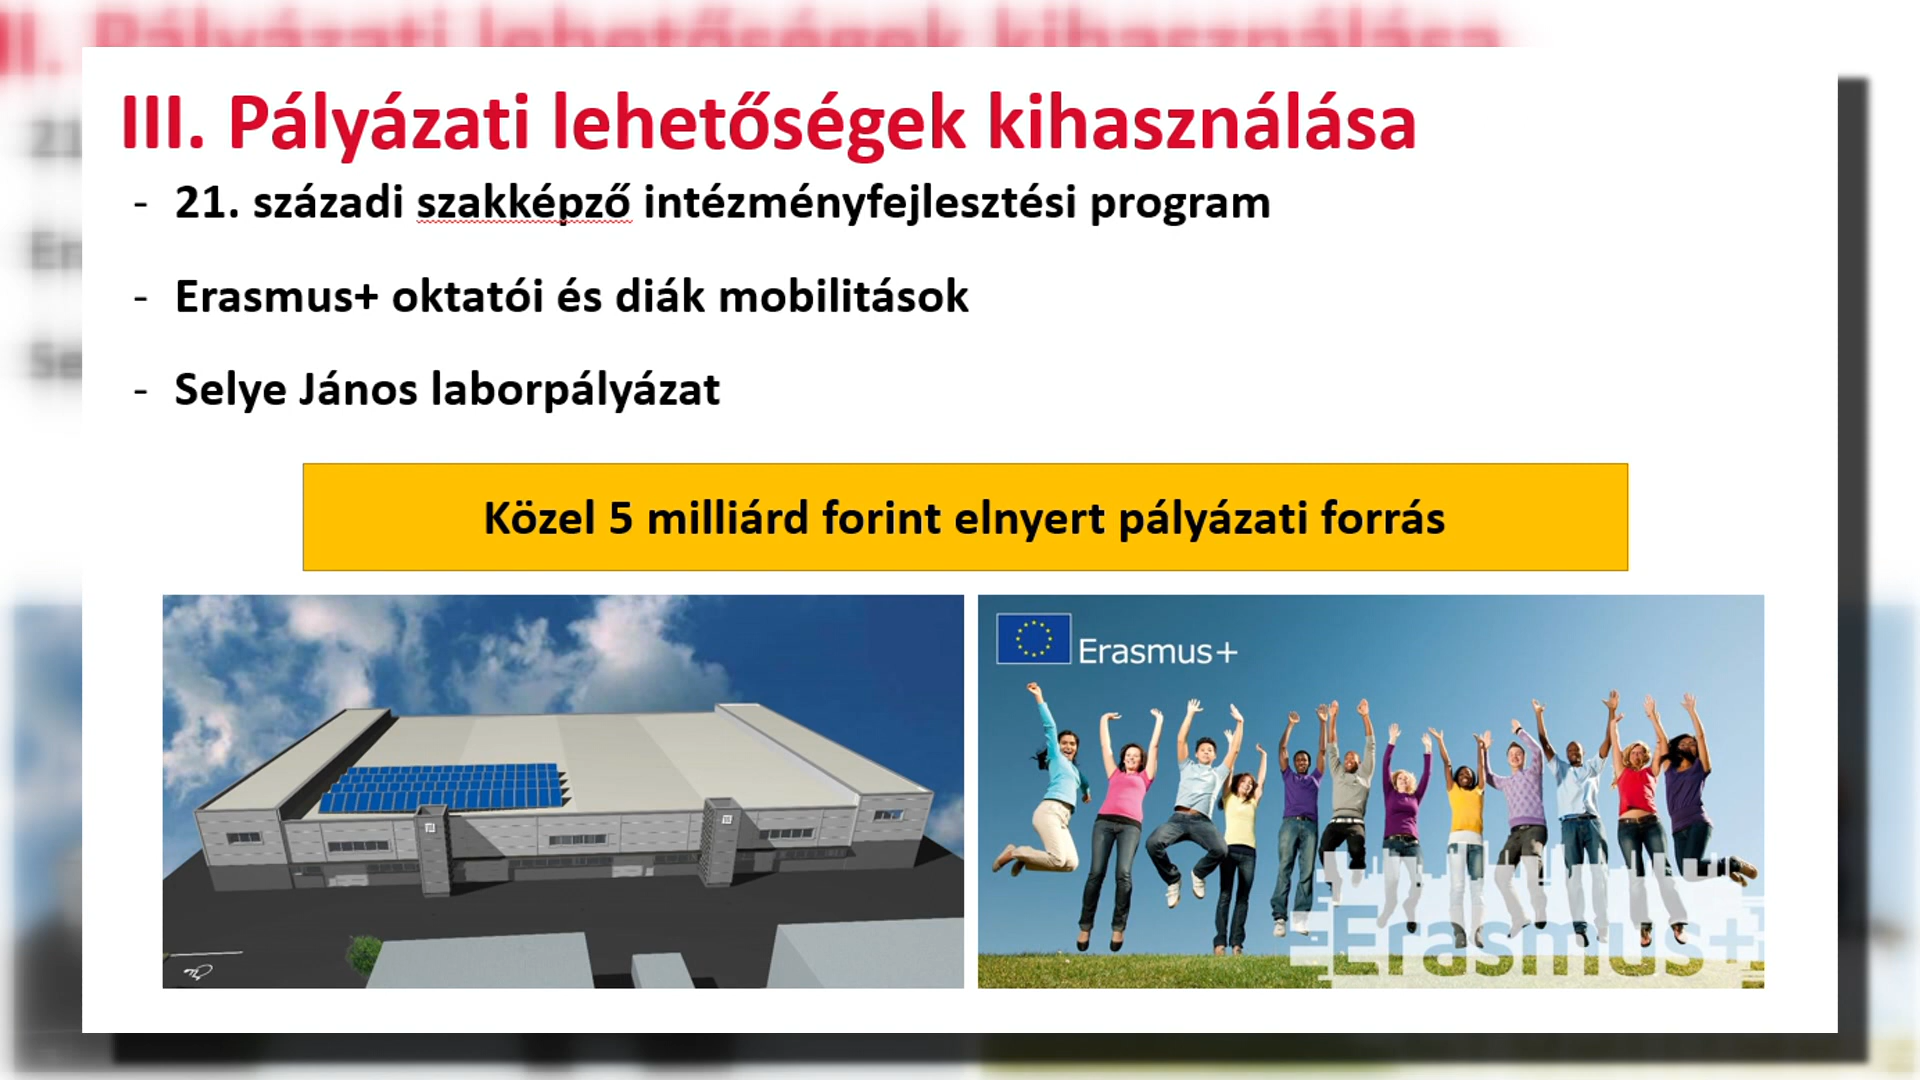 III. Pályázati lehetőségek kihasználása
- 21. századi szakképző intézményfejlesztési program
- Erasmus+ oktatói és diák mobilitások
- Selye János laborpályázat
Közel 5 milliárd forint elnyert pályázati forrás
Erasmus+
Erasmus+